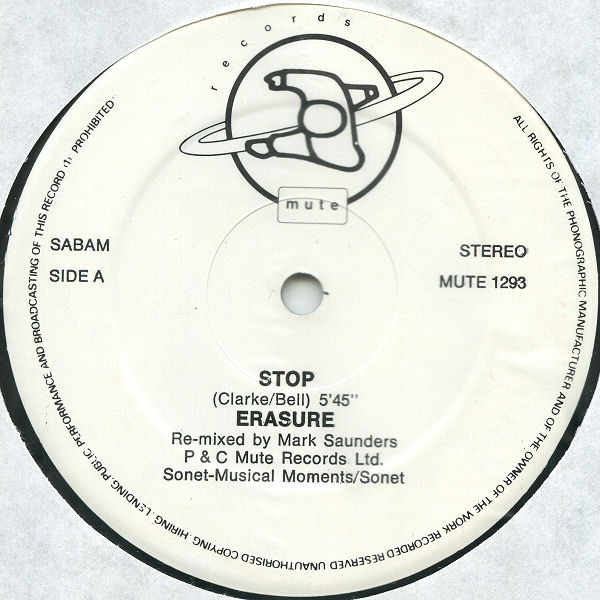 records
mute
SABAM
SIDE A
STEREO
MUTE 1293
STOP
(Clarke/Bell) 5'45''
ERASURE
Re-mixed by Mark Saunders
P & C Mute Records Ltd.
Sonet-Musical Moments/Sonet
ALL RIGHTS OF THE PHONOGRAPHIC MANUFACTURER AND OF THE OWNER OF THE WORK RECORDED RESERVED UNAUTHORISED COPYING. HIRING. LENDING. PUBLIC PERFORMANCE AND BROADCASTING OF THIS RECORD (1) PROHIBITED